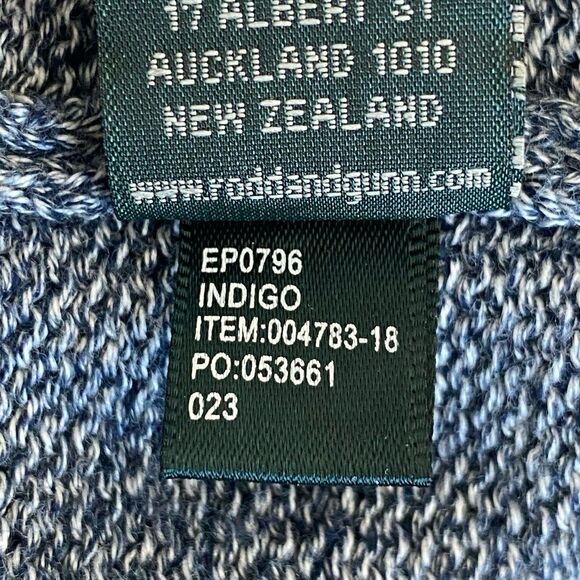 17 ALBERT ST
AUCKLAND 1010
NEW ZEALAND
www.roddandgunn.com
EP0796
INDIGO
ITEM:004783-18
PO:053661
023